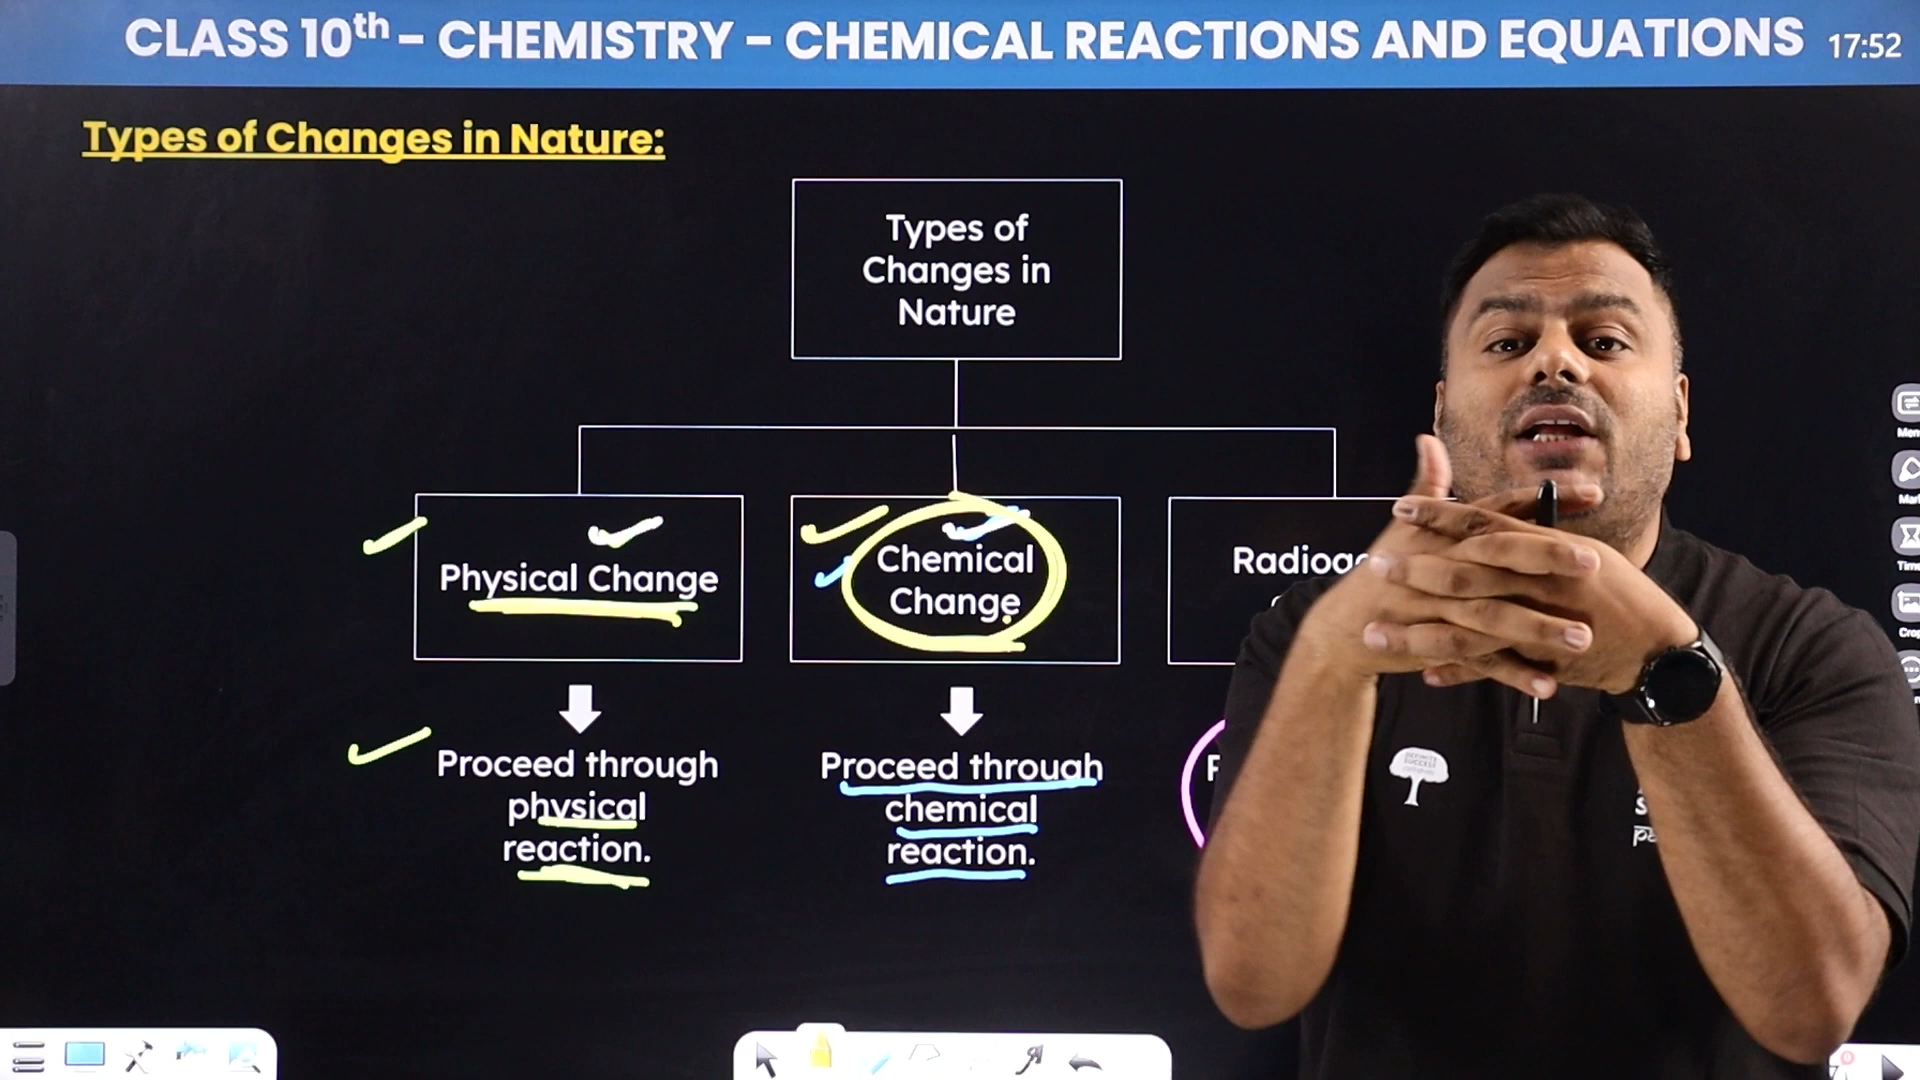 CLASS 10th - CHEMISTRY - CHEMICAL REACTIONS AND EQUATIONS
17:52
Types of Changes in Nature:
Types of
Changes in
Nature
Physical Change
Chemical
Change
Proceed through
physical
reaction.
Proceed through
chemical
reaction.
SUCCESS